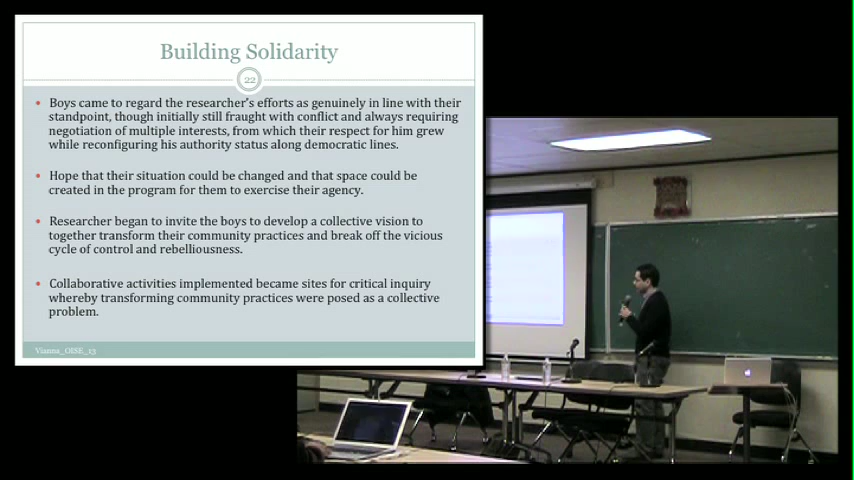 Building Solidarity
22
Boys came to regard the researcher's efforts as genuinely in line with their
standpoint, though initially still fraught with conflict and always requiring
negotiation of multiple interests, from which their respect for him grew
while reconfiguring his authority status along democratic lines.
Hope that their situation could be changed and that space could be
created in the program for them to exercise their agency.
Researcher began to invite the boys to develop a collective vision to
together transform their community practices and break off the vicious
cycle of control and rebelliousness.
Collaborative activities implemented became sites for critical inquiry
whereby transforming community practices were posed as a collective
problem.
Vianna_OISE_13